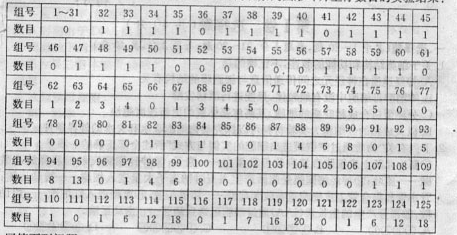 组号 1~31 32 33 34 35 36 37 38 39 40 41 42 43 44 45
数目 0 1 1 1 1 0 1 1 1 1 0 1 1 1 1
组号 46 47 48 49 50 51 52 53 54 55 56 57 58 59 60 61
数目 0 1 1 1 1 0 0 0 0 0 0 1 1 1 1 0
组号 62 63 64 65 66 67 68 69 70 71 72 73 74 75 76 77
数目 1 2 3 4 0 1 3 4 5 0 1 2 3 5 0 0
组号 78 79 80 81 82 83 84 85 86 87 88 89 90 91 92 93
数目 0 0 0 0 1 1 1 1 0 1 4 6 8 0 1 5
组号 94 95 96 97 98 99 100 101 102 103 104 105 106 107 108 109
数目 8 13 0 1 4 6 8 0 0 0 0 0 0 1 1 1
组号 110 111 112 113 114 115 116 117 118 119 120 121 122 123 124 125
数目 1 0 1 6 12 18 0 1 7 16 20 0 1 6 12 18